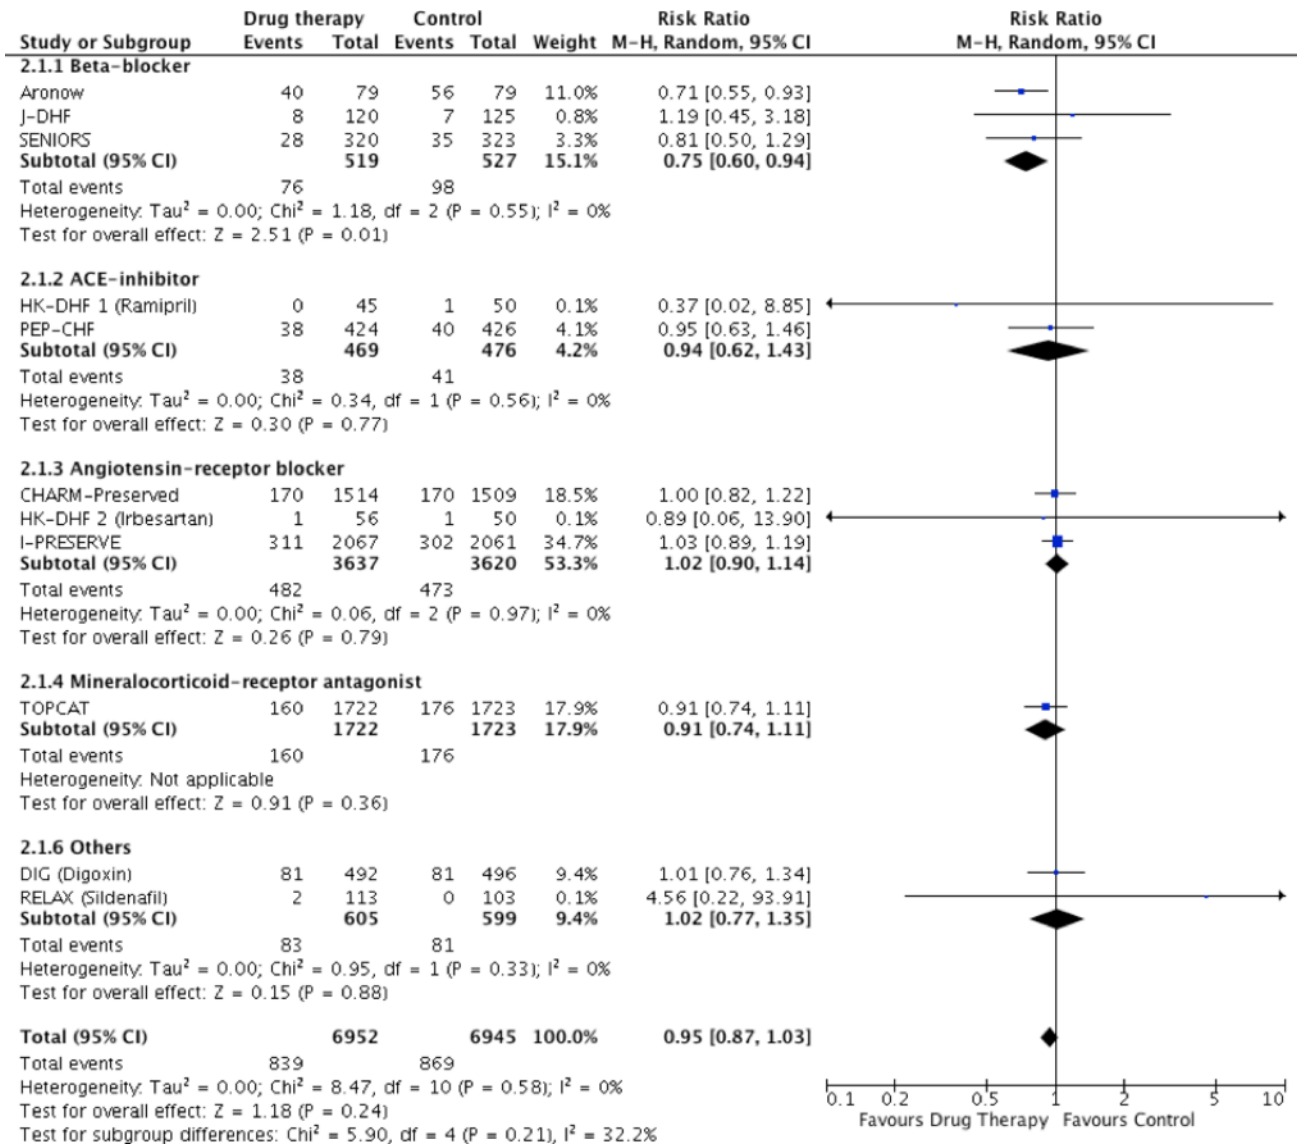 Drug therapy Control Risk Ratio Risk Ratio
Study or Subgroup Events Total Events Total Weight M-H, Random, 95% CI M-H, Random, 95% CI
2.1.1 Beta-blocker
Aronow 40 79 56 79 11.0% 0.71 [0.55, 0.93]
J-DHF 8 120 7 125 0.8% 1.19 [0.45, 3.18]
SENIORS 28 320 35 323 3.3% 0.81 [0.50, 1.29]
Subtotal (95% CI) 519 527 15.1% 0.75 [0.60, 0.94]
Total events 76 98
Heterogeneity: Tau² = 0.00; Chi² = 1.18, df = 2 (P = 0.55); I² = 0%
Test for overall effect: Z = 2.51 (P = 0.01)
2.1.2 ACE-inhibitor
HK-DHF 1 (Ramipril) 0 45 1 50 0.1% 0.37 [0.02, 8.85]
PEP-CHF 38 424 40 426 4.1% 0.95 [0.63, 1.46]
Subtotal (95% CI) 469 476 4.2% 0.94 [0.62, 1.43]
Total events 38 41
Heterogeneity: Tau² = 0.00; Chi² = 0.34, df = 1 (P = 0.56); I² = 0%
Test for overall effect: Z = 0.30 (P = 0.77)
2.1.3 Angiotensin-receptor blocker
CHARM-Preserved 170 1514 170 1509 18.5% 1.00 [0.82, 1.22]
HK-DHF 2 (Irbesartan) 1 56 1 50 0.1% 0.89 [0.06, 13.90]
I-PRESERVE 311 2067 302 2061 34.7% 1.03 [0.89, 1.19]
Subtotal (95% CI) 3637 3620 53.3% 1.02 [0.90, 1.14]
Total events 482 473
Heterogeneity: Tau² = 0.00; Chi² = 0.06, df = 2 (P = 0.97); I² = 0%
Test for overall effect: Z = 0.26 (P = 0.79)
2.1.4 Mineralocorticoid-receptor antagonist
TOPCAT 160 1722 176 1723 17.9% 0.91 [0.74, 1.11]
Subtotal (95% CI) 1722 1723 17.9% 0.91 [0.74, 1.11]
Total events 160 176
Heterogeneity: Not applicable
Test for overall effect: Z = 0.91 (P = 0.36)
2.1.6 Others
DIG (Digoxin) 81 492 81 496 9.4% 1.01 [0.76, 1.34]
RELAX (Sildenafil) 2 113 0 103 0.1% 4.56 [0.22, 93.91]
Subtotal (95% CI) 605 599 9.4% 1.02 [0.77, 1.35]
Total events 83 81
Heterogeneity: Tau² = 0.00; Chi² = 0.95, df = 1 (P = 0.33); I² = 0%
Test for overall effect: Z = 0.15 (P = 0.88)
Total (95% CI) 6952 6945 100.0% 0.95 [0.87, 1.03]
Total events 839 869
Heterogeneity: Tau² = 0.00; Chi² = 8.47, df = 10 (P = 0.58); I² = 0%
Test for overall effect: Z = 1.18 (P = 0.24)
Test for subgroup differences: Chi² = 5.90, df = 4 (P = 0.21), I² = 32.2%
0.1 0.2 0.5 1 2 5 10
Favours Drug Therapy Favours Control